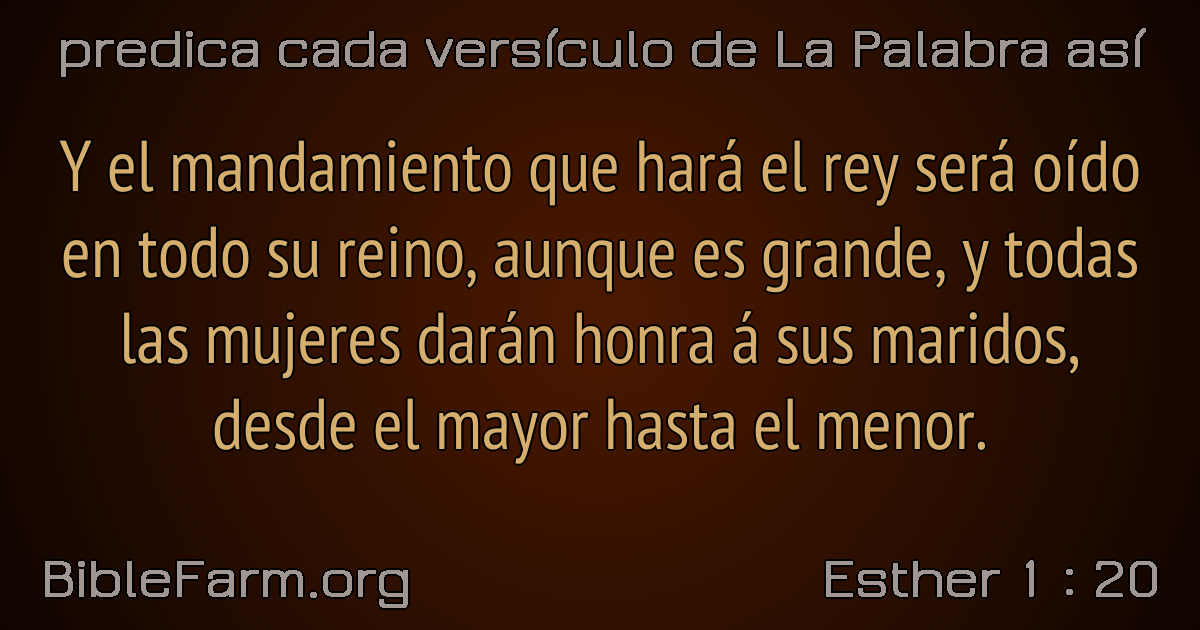 predica cada versículo de La Palabra así
Y el mandamiento que hará el rey será oído
en todo su reino, aunque es grande, y todas
las mujeres darán honra á sus maridos,
desde el mayor hasta el menor.
BibleFarm.org
Esther 1 : 20